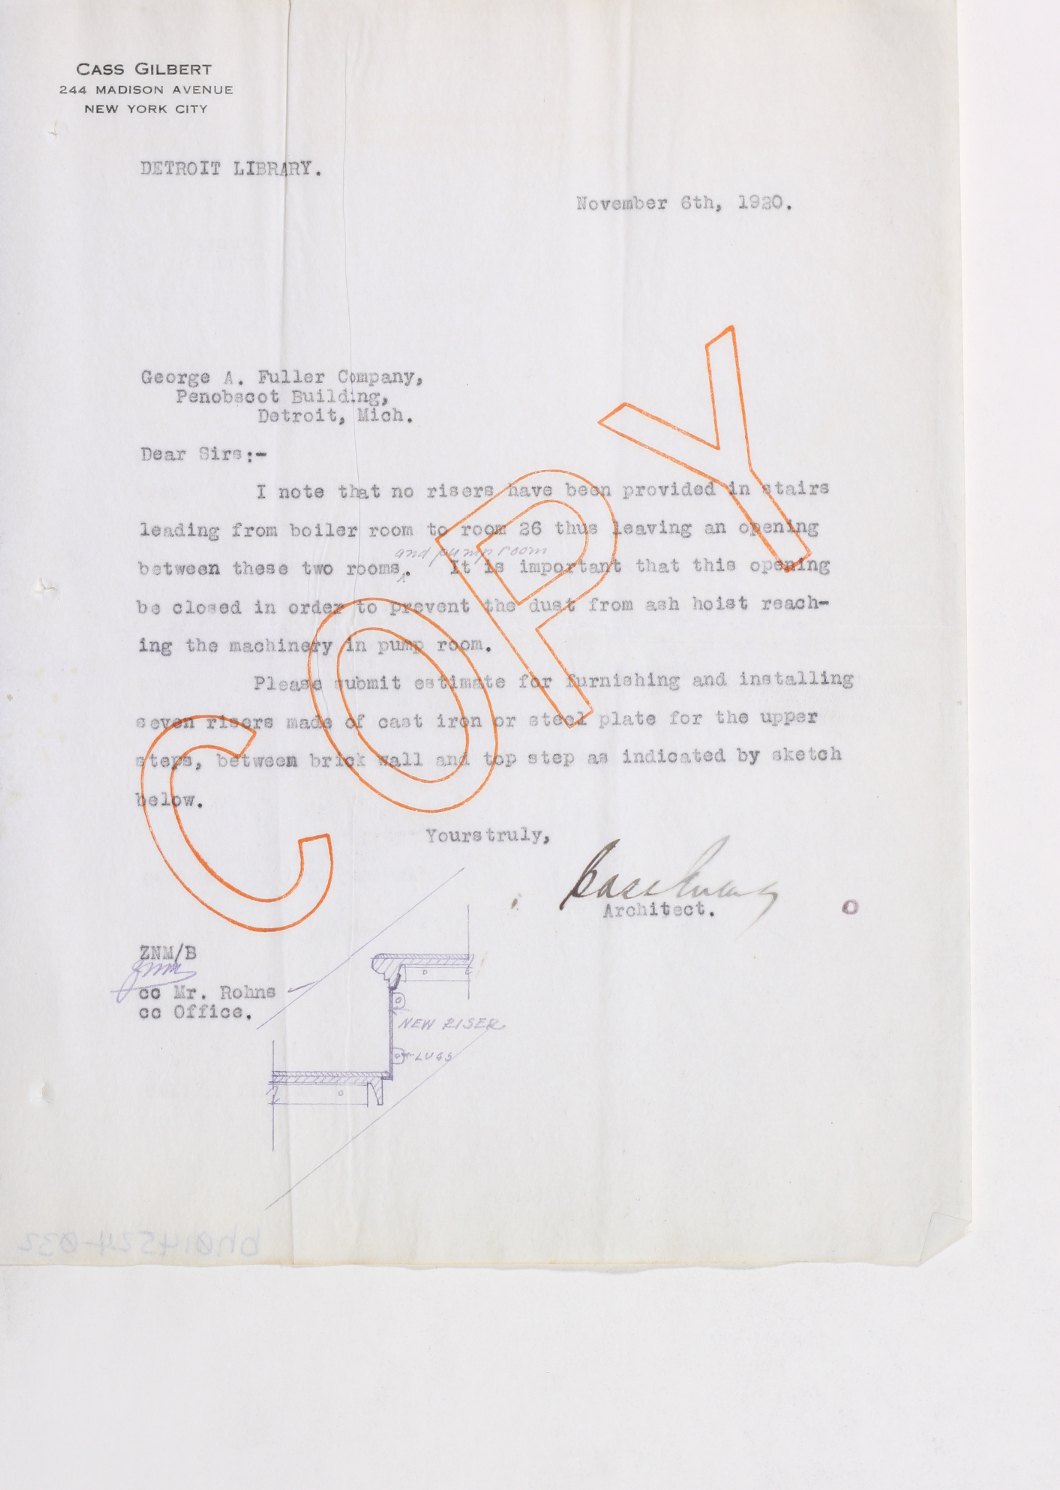 CASS GILBERT
244 MADISON AVENUE
NEW YORK CITY
DETROIT LIBRARY.
November 6th, 1920.
George A. Fuller Company,
Penobscot Building,
Detroit, Mich.
Dear Sirs:-
I note that no risers have been provided in stairs
leading from boiler room to room 26 thus leaving an opening
and pump room
between these two rooms. It is important that this opening
be closed in order to prevent the dust from ash hoist reach-
ing the machinery in pump room.
Please submit estimate for furnishing and installing
seven risers made of cast iron or steel plate for the upper
steps, between brick wall and top step as indicated by sketch
below.
Yours truly,
Cass Gilbert
Architect.
ZNM/B
ZNM
cc Mr. Rohns
cc Office.
NEW RISER
LUGS
COPY
bh014524-032